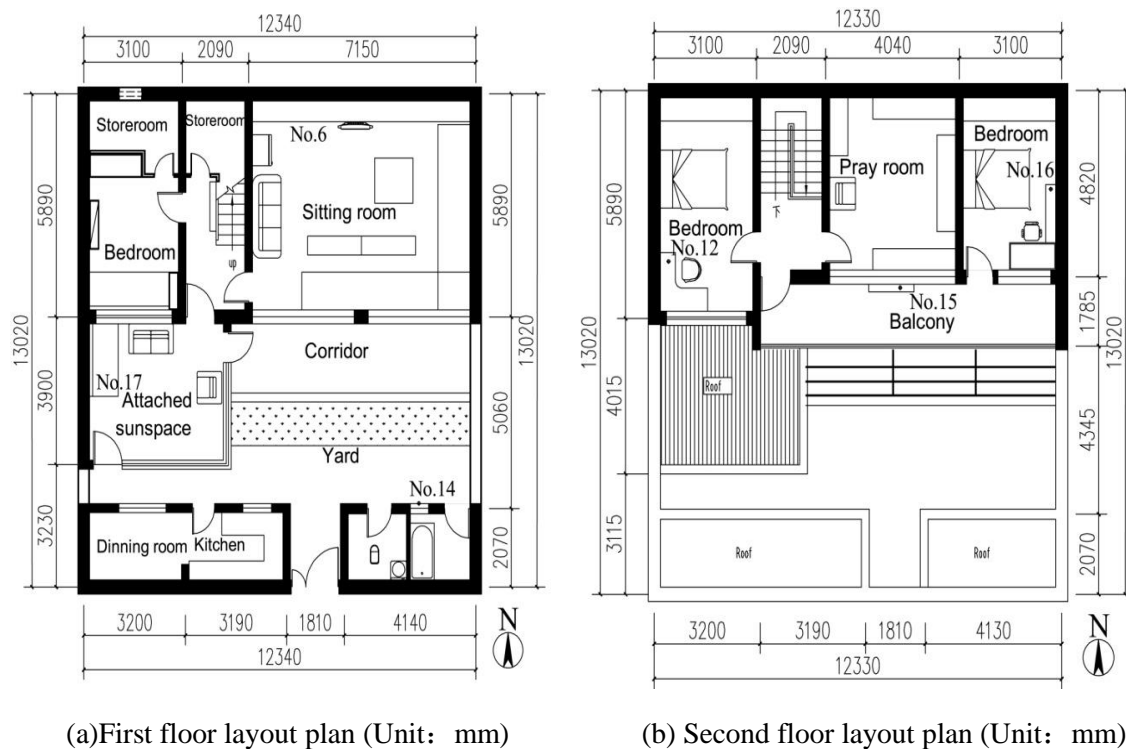 12340
3100 2090 7150
Storeroom
Storeroom
No.6
Sitting room
Bedroom
up
Corridor
No.17
Attached
sunspace
Yard
No.14
Dinning room
Kitchen
13020
5890
3900
3230
5890
5060
2070
13020
3200 3190 1810 4140
12340
N
(a)First floor layout plan (Unit: mm)
12330
3100 2090 4040 3100
Bedroom
No.16
Pray room
Bedroom
No.12
下
No.15
Balcony
Roof
Roof
Roof
13020
5890
4015
3115
4820
1785
4345
2070
13020
3200 3190 1810 4130
12330
N
(b) Second floor layout plan (Unit: mm)